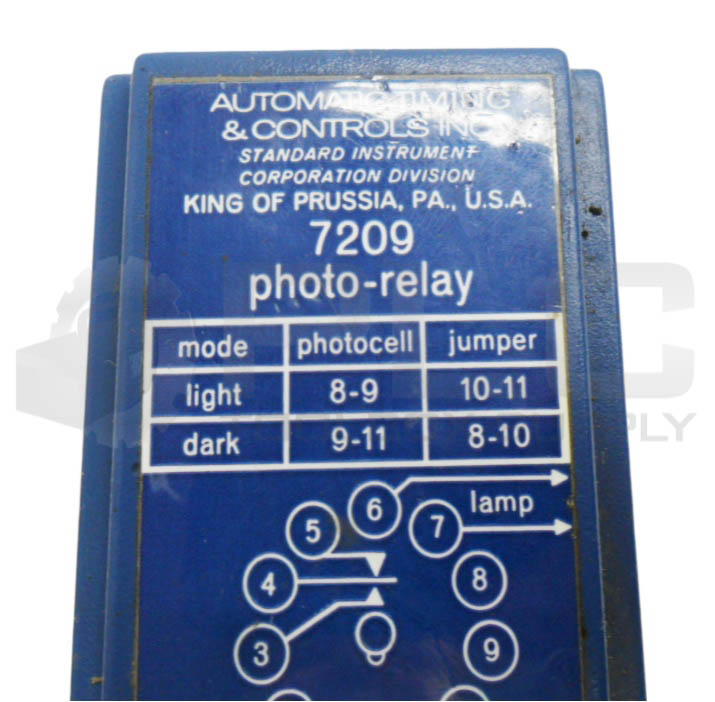 AUTOMATIC TIMING
& CONTROLS INC
STANDARD INSTRUMENT
CORPORATION DIVISION
KING OF PRUSSIA, PA., U.S.A.
7209
photo-relay
mode photocell jumper
light 8-9 10-11
dark 9-11 8-10
6 lamp
5 7
4 8
3 9
PLY